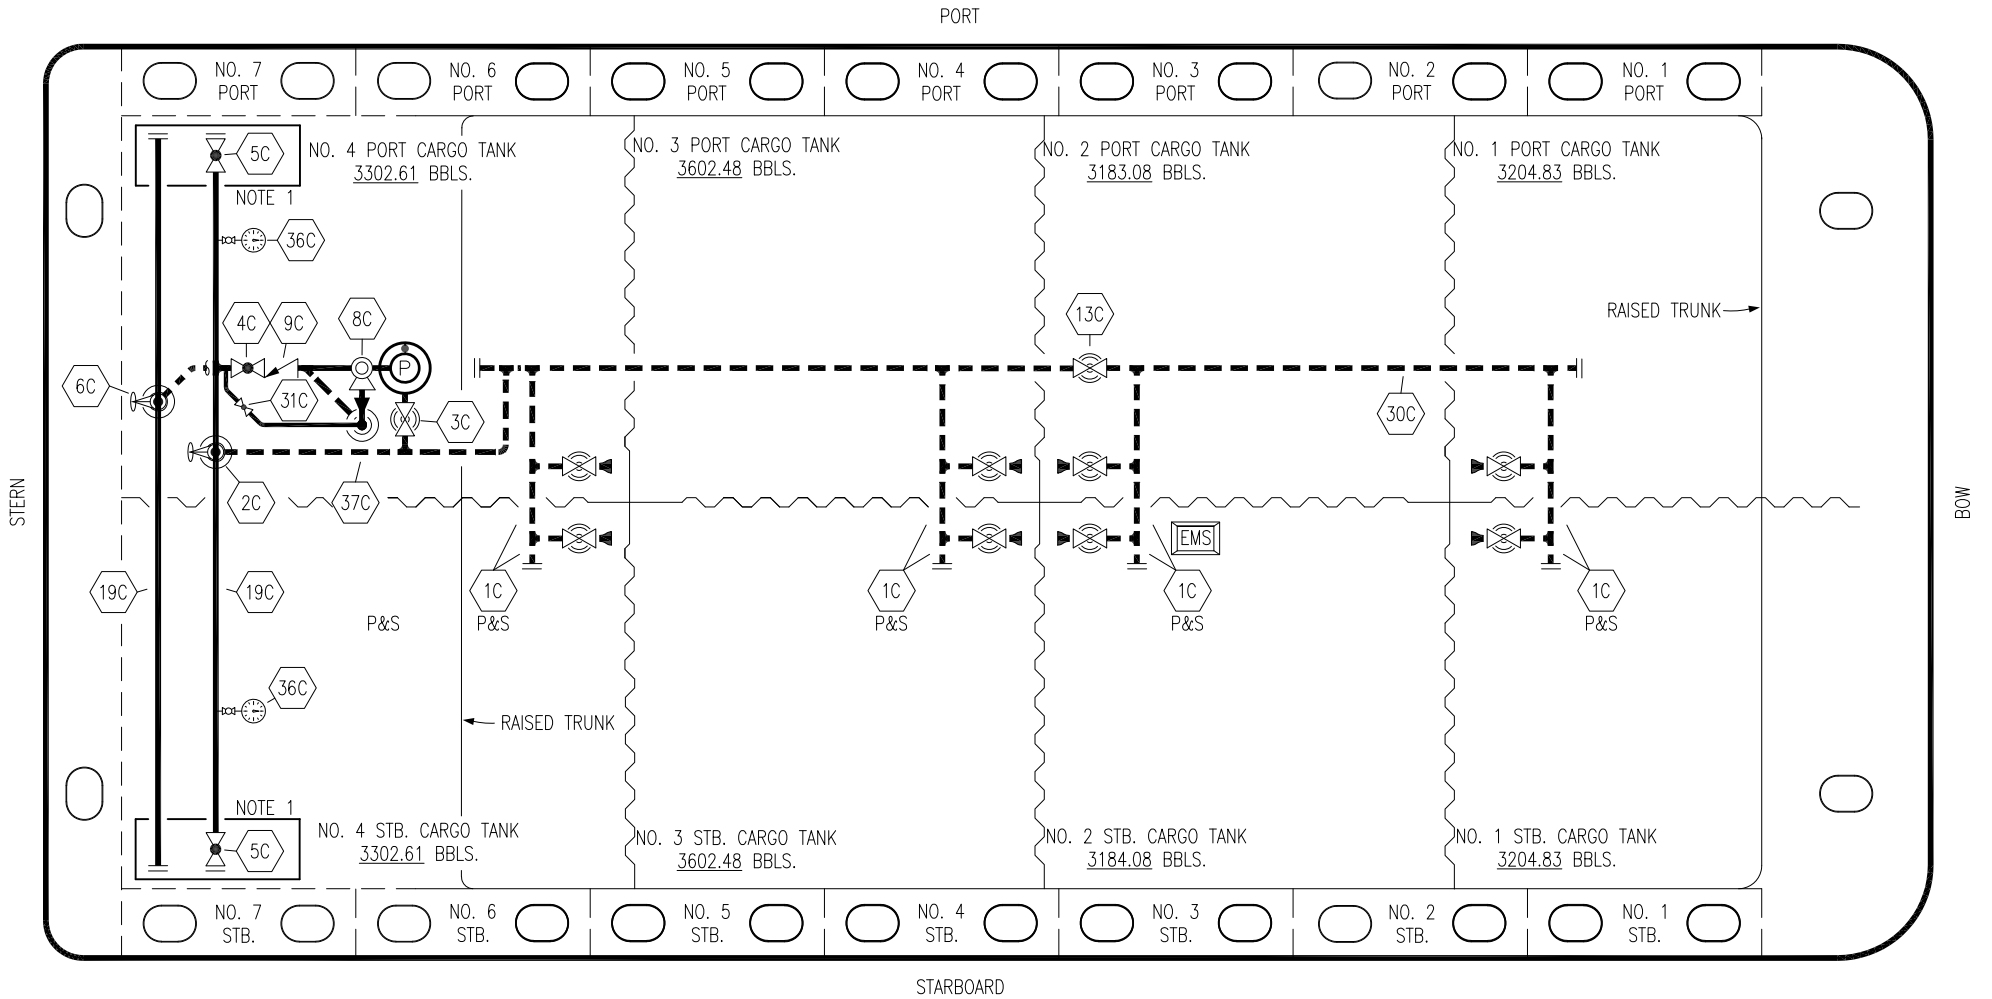 PORT
NO. 7
PORT
NO. 6
PORT
NO. 5
PORT
NO. 4
PORT
NO. 3
PORT
NO. 2
PORT
NO. 1
PORT
5C
NO. 4 PORT CARGO TANK
3302.61 BBLS.
NO. 3 PORT CARGO TANK
3602.48 BBLS.
NO. 2 PORT CARGO TANK
3183.08 BBLS.
NO. 1 PORT CARGO TANK
3204.83 BBLS.
NOTE 1
36C
4C
9C
8C
13C
RAISED TRUNK
P
6C
31C
3C
30C
STERN
2C
37C
BOW
EMS
19C
19C
1C
1C
1C
1C
P&S
P&S
P&S
P&S
P&S
36C
RAISED TRUNK
NOTE 1
5C
NO. 4 STB. CARGO TANK
3302.61 BBLS.
NO. 3 STB. CARGO TANK
3602.48 BBLS.
NO. 2 STB. CARGO TANK
3184.08 BBLS.
NO. 1 STB. CARGO TANK
3204.83 BBLS.
NO. 7
STB.
NO. 6
STB.
NO. 5
STB.
NO. 4
STB.
NO. 3
STB.
NO. 2
STB.
NO. 1
STB.
STARBOARD